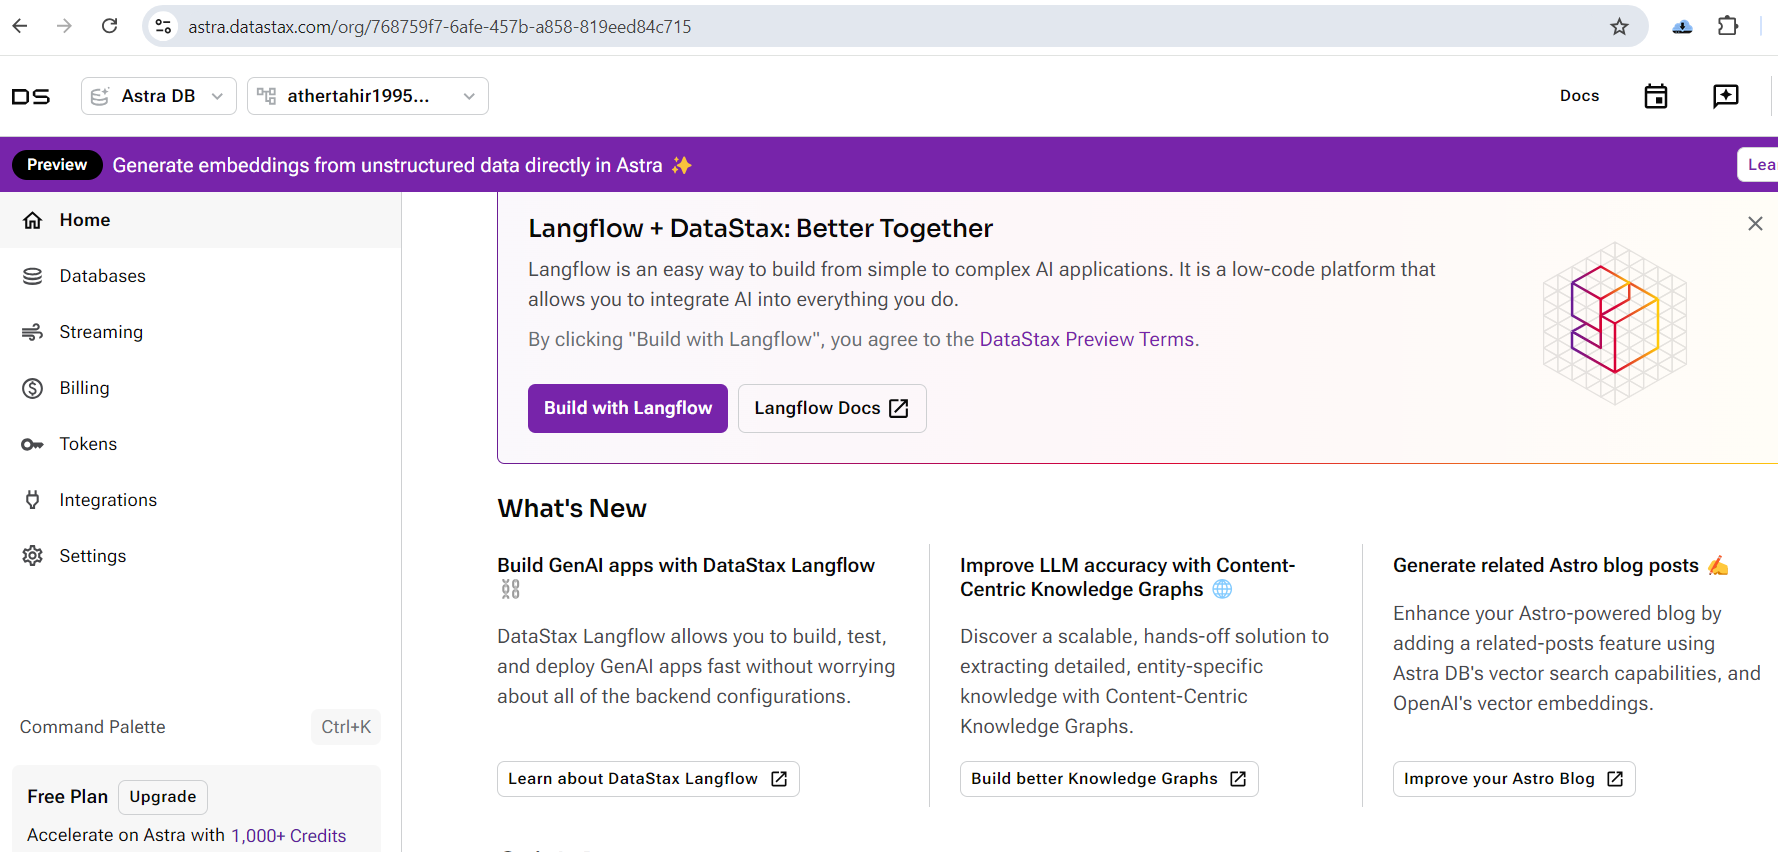 astra.datastax.com/org/768759f7-6afe-457b-a858-819eed84c715
DS
Astra DB
athertahir1995...
Docs
Preview
Generate embeddings from unstructured data directly in Astra ✨
Lea
Home
Databases
Streaming
Billing
Tokens
Integrations
Settings
Command Palette
Ctrl+K
Free Plan
Upgrade
Accelerate on Astra with 1,000+ Credits
Langflow + DataStax: Better Together
Langflow is an easy way to build from simple to complex AI applications. It is a low-code platform that
allows you to integrate AI into everything you do.
By clicking "Build with Langflow", you agree to the DataStax Preview Terms.
Build with Langflow
Langflow Docs
What's New
Build GenAI apps with DataStax Langflow
⛓️
DataStax Langflow allows you to build, test,
and deploy GenAI apps fast without worrying
about all of the backend configurations.
Learn about DataStax Langflow
Improve LLM accuracy with Content-
Centric Knowledge Graphs 🌐
Discover a scalable, hands-off solution to
extracting detailed, entity-specific
knowledge with Content-Centric
Knowledge Graphs.
Build better Knowledge Graphs
Generate related Astro blog posts ✍️
Enhance your Astro-powered blog by
adding a related-posts feature using
Astra DB's vector search capabilities, and
OpenAI's vector embeddings.
Improve your Astro Blog